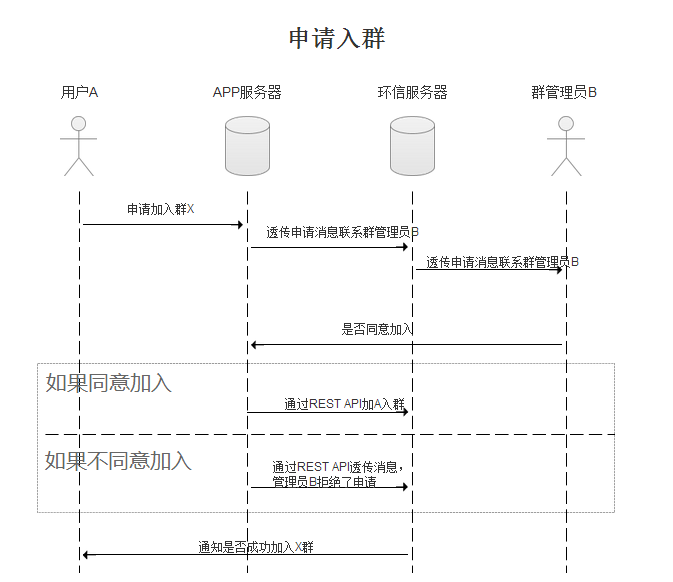 申请入群
用户A
APP服务器
环信服务器
群管理员B
申请加入群X
透传申请消息联系群管理员B
透传申请消息联系群管理员B
是否同意加入
如果同意加入
通过REST API加A入群
如果不同意加入
通过REST API透传消息，
管理员B拒绝了申请
通知是否成功加入X群